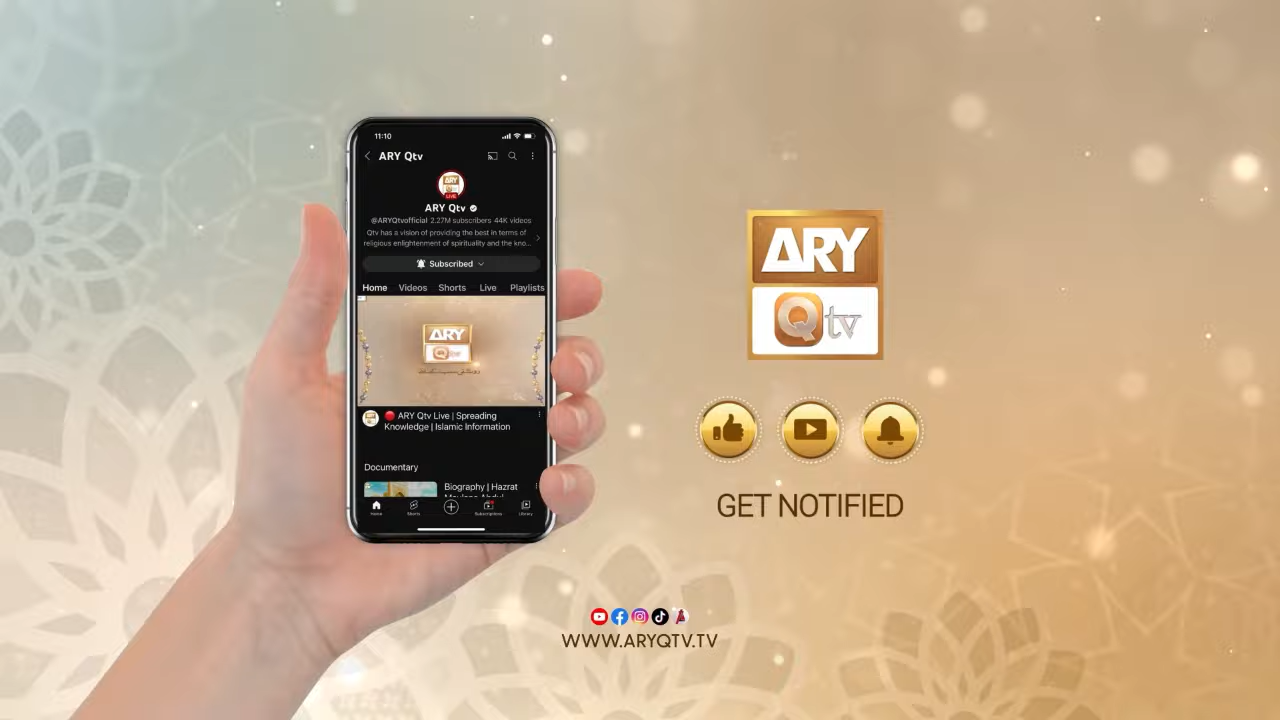 11:10
ARY Qtv
LIVE
ARY Qtv
@ARYQtvofficial 2.27M subscribers 44K videos
Qtv has a vision of providing the best in terms of
religious enlightenment of spirituality and the kno...
Subscribed
Home Videos Shorts Live Playlists
ARY
ARY Qtv Live | Spreading
Knowledge | Islamic Information
Documentary
Biography | Hazrat
Home Shorts Subscriptions Library
ARY
Qtv
GET NOTIFIED
WWW.ARYQTV.TV